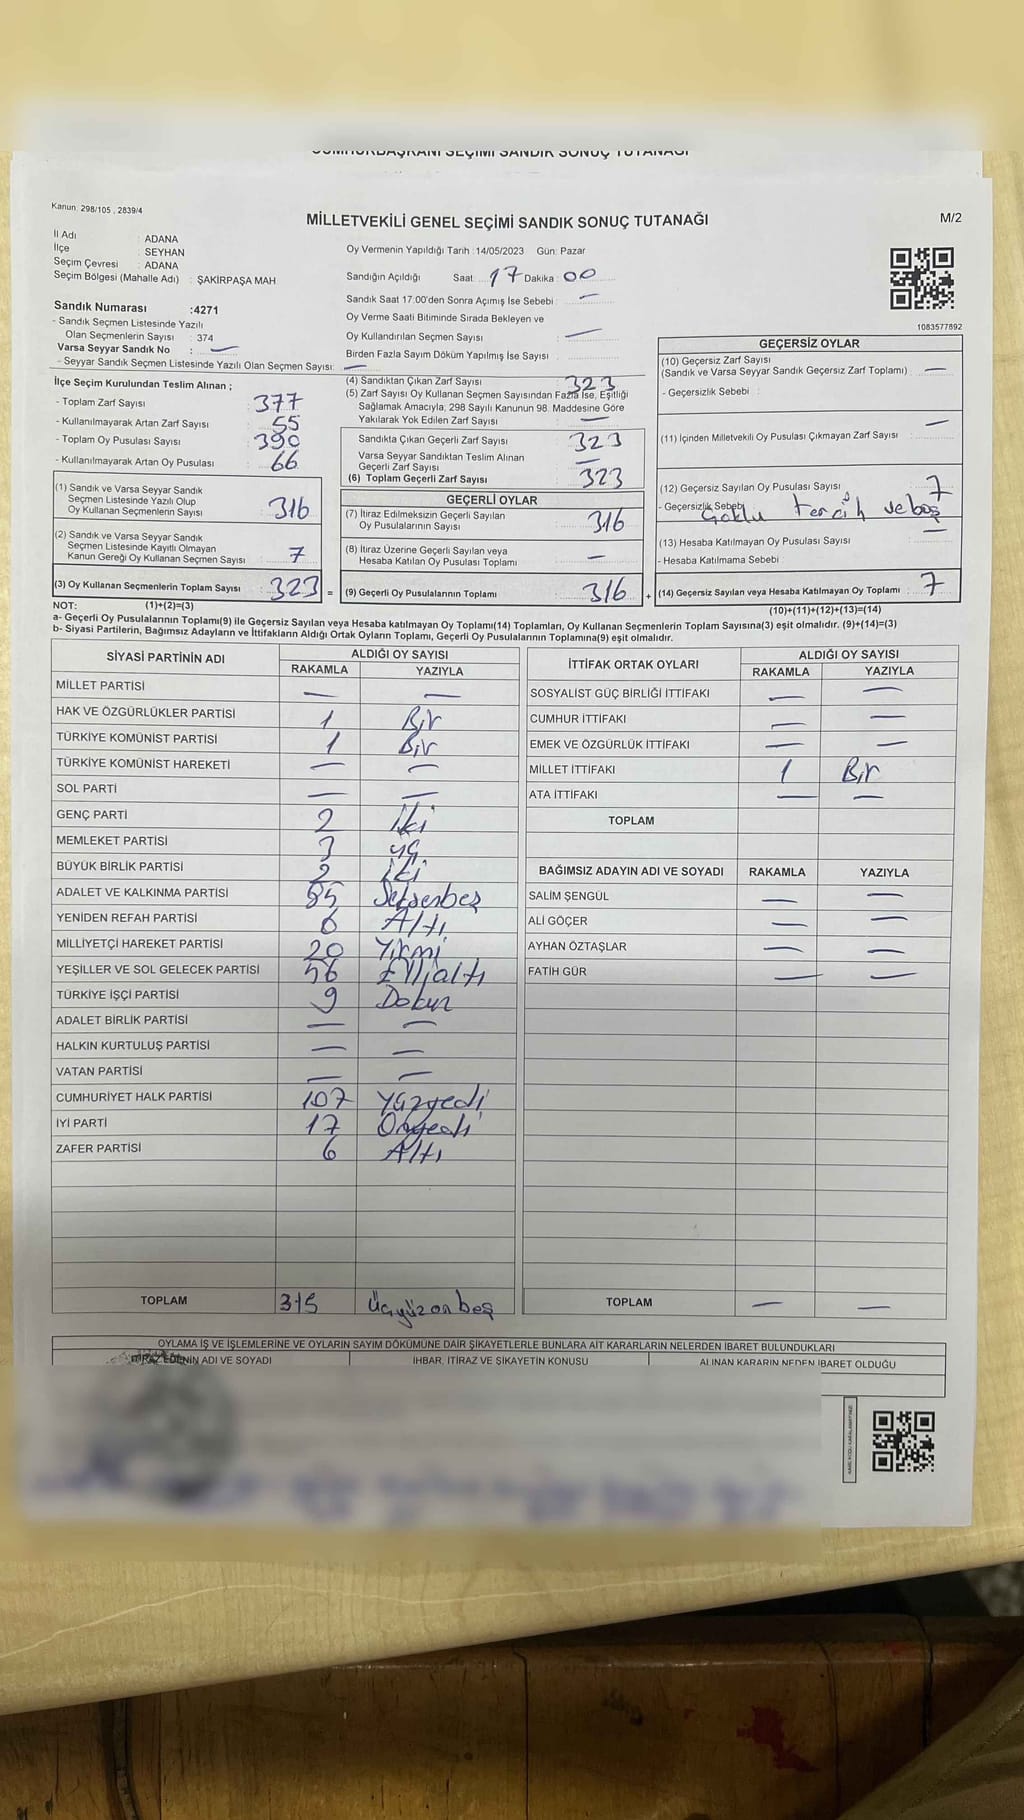 CUMHURBAŞKANI SEÇİMİ SANDIK SONUÇ TUTANAĞI
Kanun: 298/105 , 2839/4
MİLLETVEKİLİ GENEL SEÇİMİ SANDIK SONUÇ TUTANAĞI
M/2
İl Adı : ADANA
İlçe : SEYHAN
Seçim Çevresi : ADANA
Seçim Bölgesi (Mahalle Adı) : ŞAKİRPAŞA MAH
Sandık Numarası :4271
- Sandık Seçmen Listesinde Yazılı
Olan Seçmenlerin Sayısı : 374
Varsa Seyyar Sandık No : —
- Seyyar Sandık Seçmen Listesinde Yazılı Olan Seçmen Sayısı: —
Oy Vermenin Yapıldığı Tarih :14/05/2023 Gün: Pazar
Sandığın Açıldığı Saat 17 Dakika : 00
Sandık Saat 17:00'den Sonra Açımış İse Sebebi : —
Oy Verme Saati Bitiminde Sırada Bekleyen ve
Oy Kullandırılan Seçmen Sayısı : —
Birden Fazla Sayım Döküm Yapılmış İse Sayısı :
1083577892
İlçe Seçim Kurulundan Teslim Alınan ;
- Toplam Zarf Sayısı : 377
- Kullanılmayarak Artan Zarf Sayısı : 55
- Toplam Oy Pusulası Sayısı : 390
- Kullanılmayarak Artan Oy Pusulası : 66
(1) Sandık ve Varsa Seyyar Sandık
Seçmen Listesinde Yazılı Olup
Oy Kullanan Seçmenlerin Sayısı : 316
(2) Sandık ve Varsa Seyyar Sandık
Seçmen Listesinde Kayıtlı Olmayan
Kanun Gereği Oy Kullanan Seçmen Sayısı : 7
(3) Oy Kullanan Seçmenlerin Toplam Sayısı : 323 =
(4) Sandıktan Çıkan Zarf Sayısı : 323
(5) Zarf Sayısı Oy Kullanan Seçmen Sayısından Fazla İse, Eşitliği
Sağlamak Amacıyla; 298 Sayılı Kanunun 98. Maddesine Göre
Yakılarak Yok Edilen Zarf Sayısı : —
Sandıkta Çıkan Geçerli Zarf Sayısı : 323
Varsa Seyyar Sandıktan Teslim Alınan
Geçerli Zarf Sayısı : —
(6) Toplam Geçerli Zarf Sayısı : 323
GEÇERLİ OYLAR
(7) İtiraz Edilmeksizin Geçerli Sayılan
Oy Pusulalarının Sayısı : 316
(8) İtiraz Üzerine Geçerli Sayılan veya
Hesaba Katılan Oy Pusulası Toplamı : —
(9) Geçerli Oy Pusulalarının Toplamı : 316 +
GEÇERSİZ OYLAR
(10) Geçersiz Zarf Sayısı
(Sandık ve Varsa Seyyar Sandık Geçersiz Zarf Toplamı) : —
- Geçersizlik Sebebi :
—
(11) İçinden Milletvekili Oy Pusulası Çıkmayan Zarf Sayısı :
(12) Geçersiz Sayılan Oy Pusulası Sayısı : 7
- Geçersizlik Sebebi Çoklu tercih ve boş
(13) Hesaba Katılmayan Oy Pusulası Sayısı : —
- Hesaba Katılmama Sebebi
(14) Geçersiz Sayılan veya Hesaba Katılmayan Oy Toplamı : 7
NOT: (1)+(2)=(3)
(10)+(11)+(12)+(13)=(14)
a- Geçerli Oy Pusulalarının Toplamı(9) ile Geçersiz Sayılan veya Hesaba katılmayan Oy Toplamı(14) Toplamları, Oy Kullanan Seçmenlerin Toplam Sayısına(3) eşit olmalıdır. (9)+(14)=(3)
b- Siyasi Partilerin, Bağımsız Adayların ve İttifakların Aldığı Ortak Oyların Toplamı, Geçerli Oy Pusulalarının Toplamına(9) eşit olmalıdır.
SİYASİ PARTİNİN ADI ALDIĞI OY SAYISI
RAKAMLA YAZIYLA
MİLLET PARTİSİ — —
HAK VE ÖZGÜRLÜKLER PARTİSİ 1 Bir
TÜRKİYE KOMÜNİST PARTİSİ 1 Bir
TÜRKİYE KOMÜNİST HAREKETİ — —
SOL PARTİ — —
GENÇ PARTİ 2 İki
MEMLEKET PARTİSİ 3 Üç
BÜYÜK BİRLİK PARTİSİ 2 İki
ADALET VE KALKINMA PARTİSİ 85 Seksenbeş
YENİDEN REFAH PARTİSİ 6 Altı
MİLLİYETÇİ HAREKET PARTİSİ 20 Yirmi
YEŞİLLER VE SOL GELECEK PARTİSİ 56 Elli altı
TÜRKİYE İŞÇİ PARTİSİ 9 Dokuz
ADALET BİRLİK PARTİSİ — —
HALKIN KURTULUŞ PARTİSİ — —
VATAN PARTİSİ — —
CUMHURİYET HALK PARTİSİ 107 Yüzyedi
İYİ PARTİ 17 Onyedi
ZAFER PARTİSİ 6 Altı
TOPLAM 315 Üçyüz on beş
İTTİFAK ORTAK OYLARI ALDIĞI OY SAYISI
RAKAMLA YAZIYLA
SOSYALİST GÜÇ BİRLİĞİ İTTİFAKI — —
CUMHUR İTTİFAKI — —
EMEK VE ÖZGÜRLÜK İTTİFAKI — —
MİLLET İTTİFAKI 1 Bir
ATA İTTİFAKI — —
TOPLAM
BAĞIMSIZ ADAYIN ADI VE SOYADI RAKAMLA YAZIYLA
SALİM ŞENGÜL — —
ALİ GÖÇER — —
AYHAN ÖZTAŞLAR — —
FATİH GÜR — —
TOPLAM — —
OYLAMA İŞ VE İŞLEMLERİNE VE OYLARIN SAYIM DÖKÜMÜNE DAİR ŞİKAYETLERLE BUNLARA AİT KARARLARIN NELERDEN İBARET BULUNDUKLARI
İTİRAZ EDENİN ADI VE SOYADI İHBAR, İTİRAZ VE ŞİKAYETİN KONUSU ALINAN KARARIN NEDEN İBARET OLDUĞU